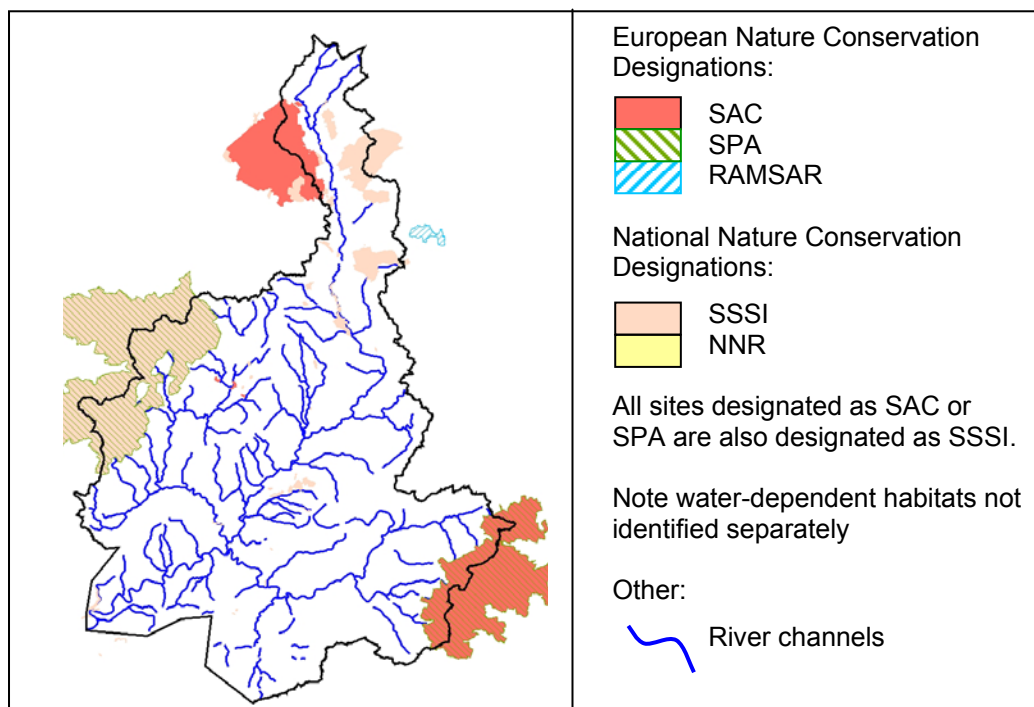 European Nature Conservation
Designations:
SAC
SPA
RAMSAR
National Nature Conservation
Designations:
SSSI
NNR
All sites designated as SAC or
SPA are also designated as SSSI.
Note water-dependent habitats not
identified separately
Other:
River channels